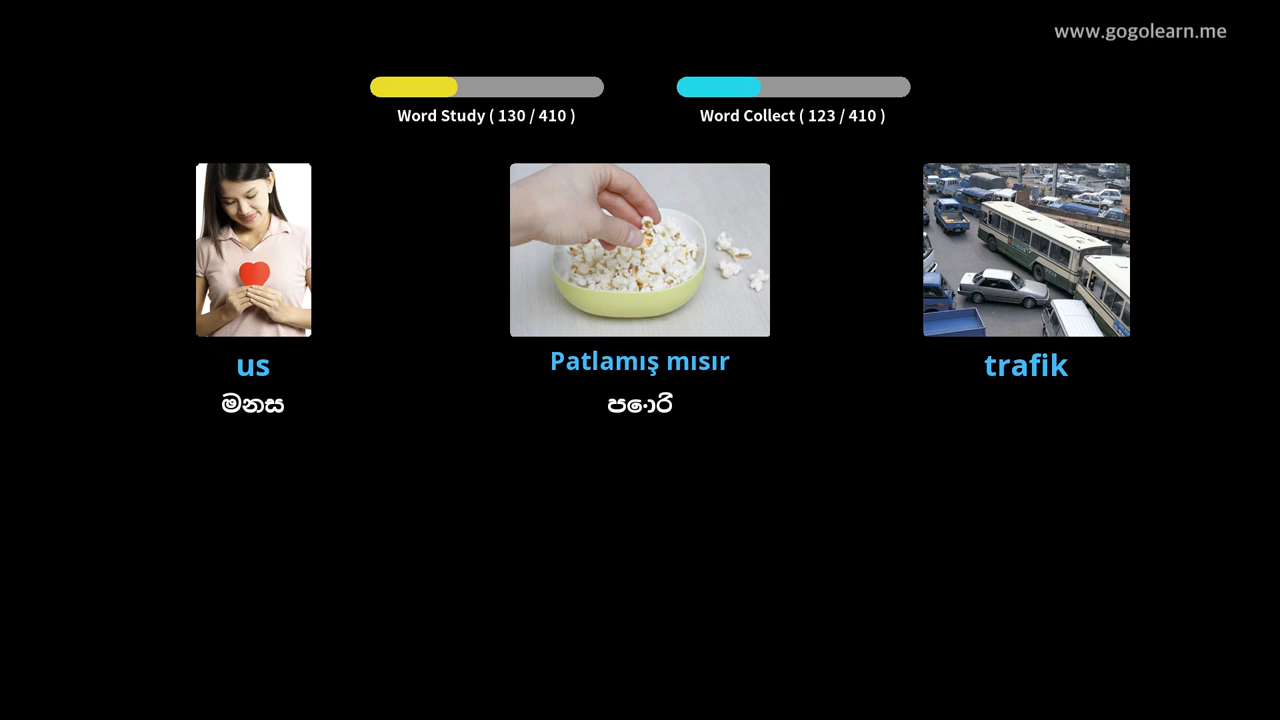 www.gogolearn.me
Word Study ( 130 / 410 )
Word Collect ( 123 / 410 )
us
Patlamış mısır
trafik
මනස